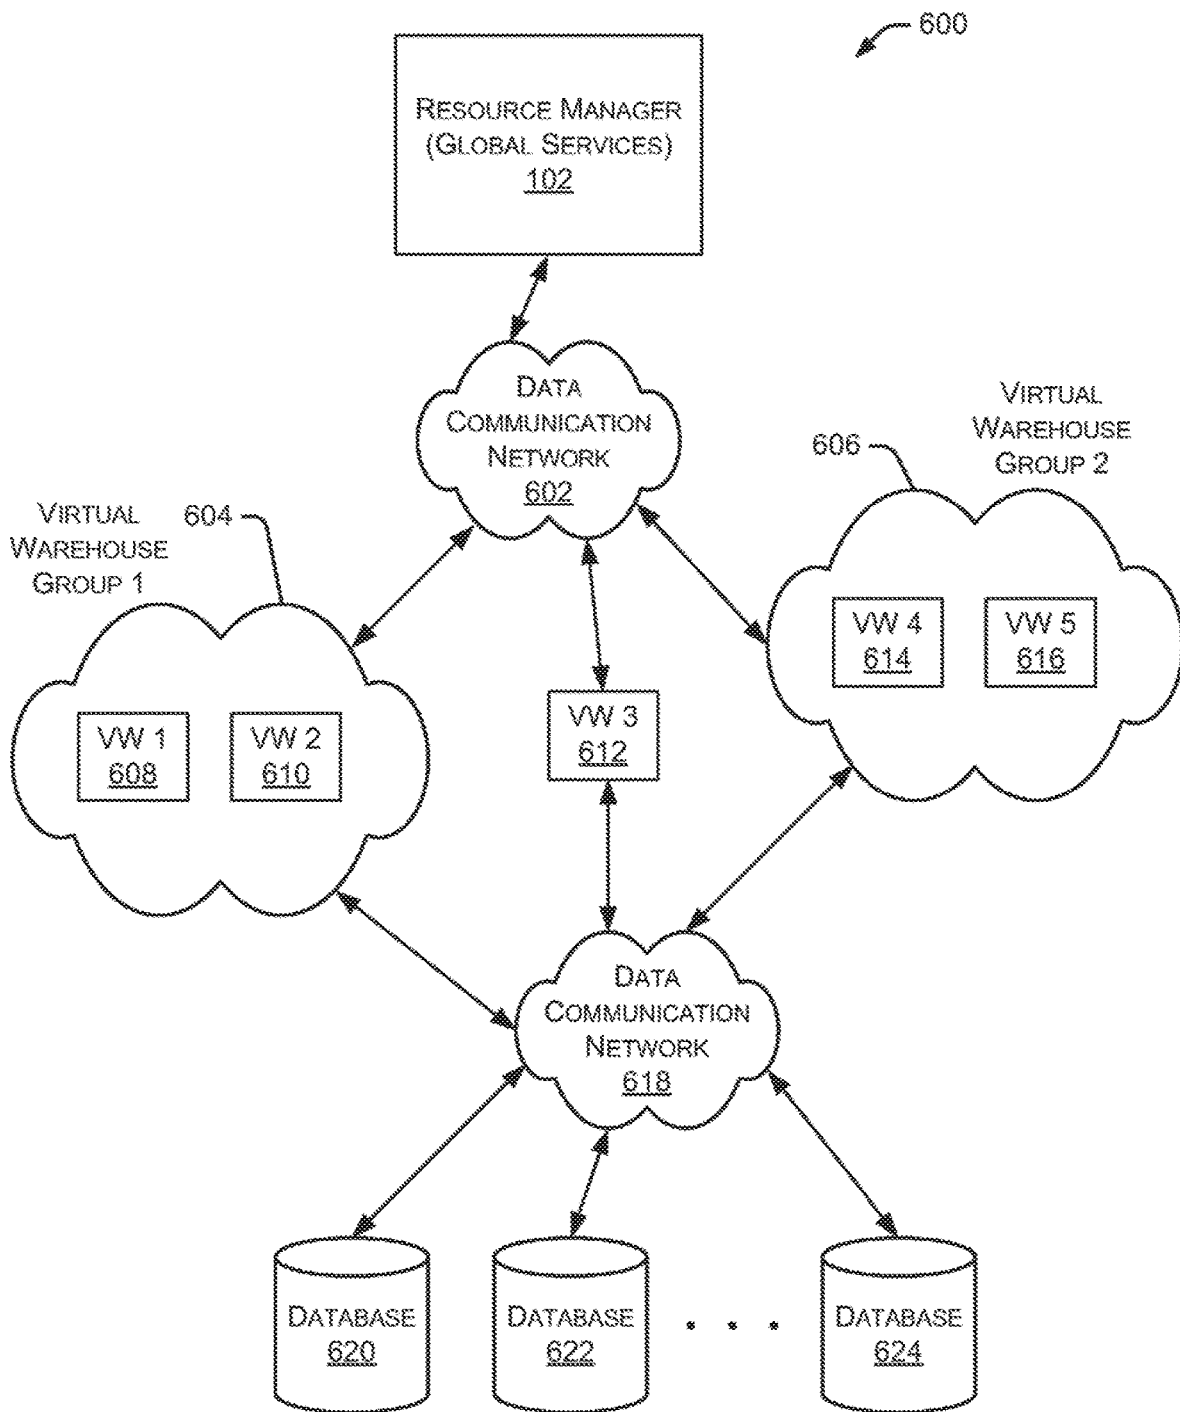 600
RESOURCE MANAGER
(GLOBAL SERVICES)
102
DATA
COMMUNICATION
NETWORK
602
VIRTUAL
WAREHOUSE
GROUP 2
606
VIRTUAL
WAREHOUSE
GROUP 1
604
VW 4
614
VW 5
616
VW 1
608
VW 2
610
VW 3
612
DATA
COMMUNICATION
NETWORK
618
DATABASE
620
DATABASE
622
. . .
DATABASE
624